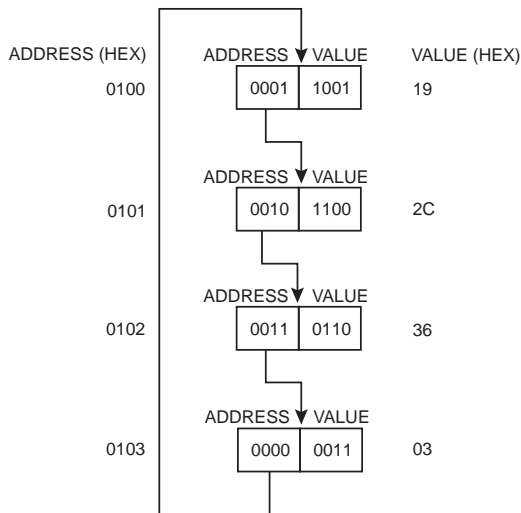 ADDRESS (HEX) ADDRESS VALUE VALUE (HEX)
0100 0001 1001 19
ADDRESS VALUE
0101 0010 1100 2C
ADDRESS VALUE
0102 0011 0110 36
ADDRESS VALUE
0103 0000 0011 03